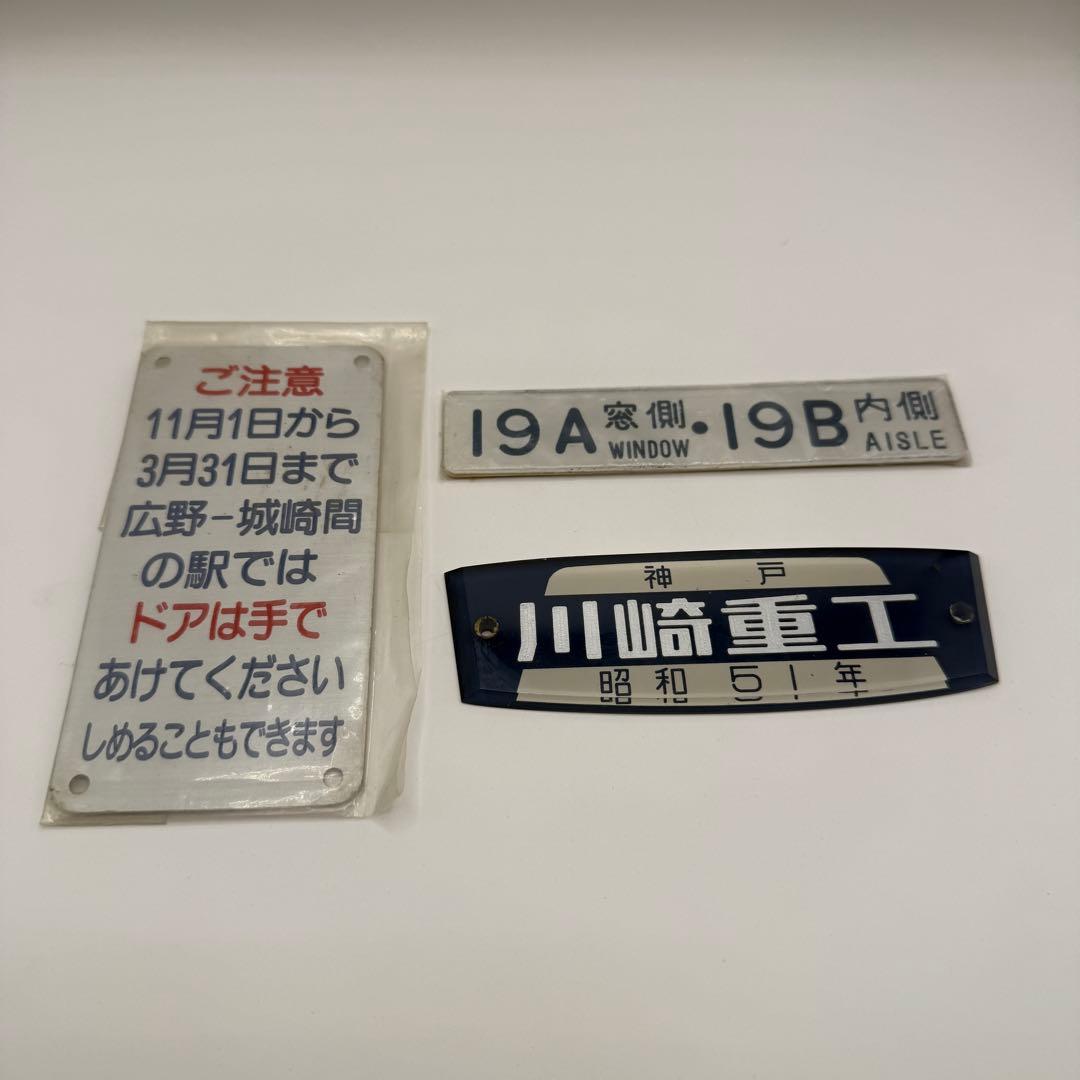 ご注意
11月1日から
3月31日まで
広野-城崎間
の駅では
ドアは手で
あけてください
しめることもできます
19A 窓側 WINDOW・19B 内側 AISLE
神戸
川崎重工
昭和51年